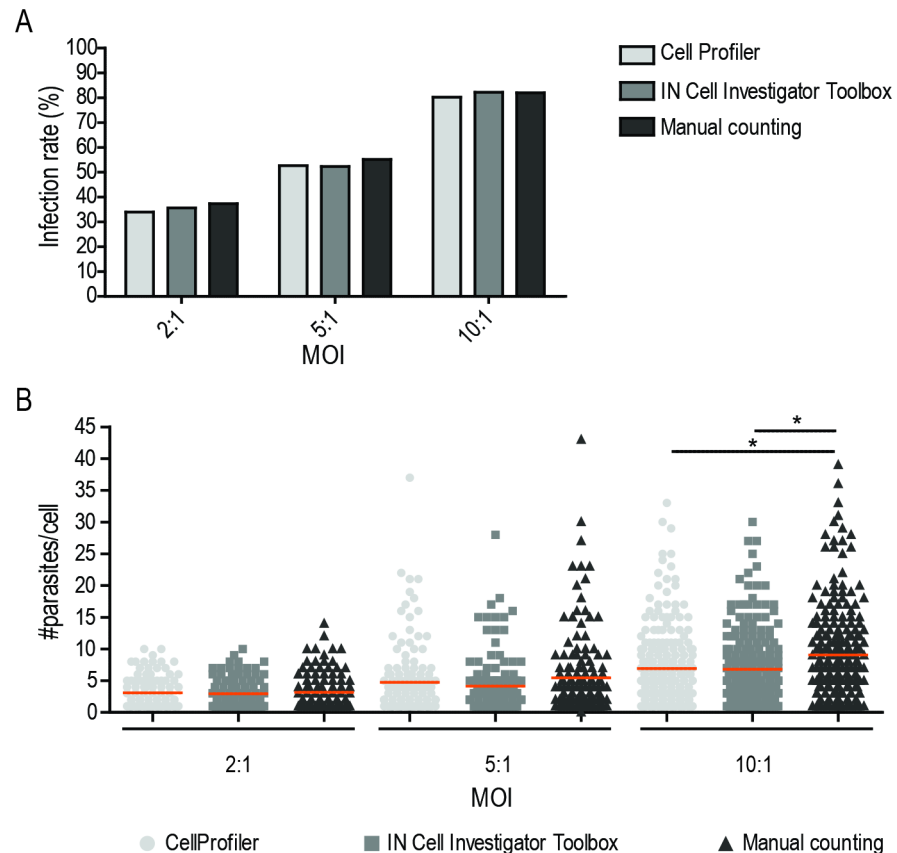 A
100
90
80
70
60
50
40
30
20
10
0
Infection rate (%)
2:1
5:1
10:1
MOI
Cell Profiler
IN Cell Investigator Toolbox
Manual counting
B
45
40
35
30
25
20
15
10
5
0
#parasites/cell
*
*
2:1
5:1
10:1
MOI
CellProfiler
IN Cell Investigator Toolbox
Manual counting